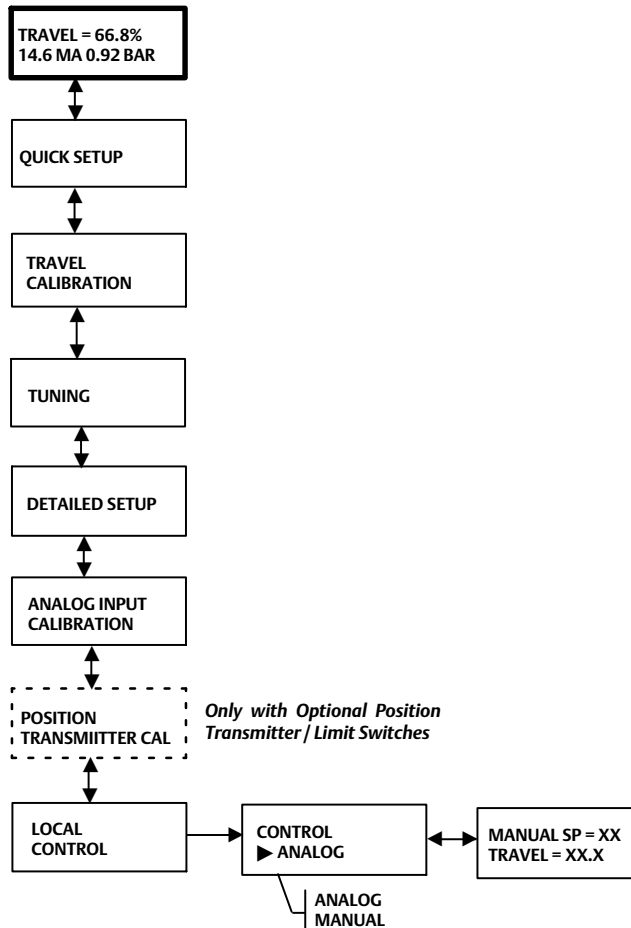 TRAVEL = 66.8%
14.6 MA 0.92 BAR
QUICK SETUP
TRAVEL
CALIBRATION
TUNING
DETAILED SETUP
ANALOG INPUT
CALIBRATION
POSITION
TRANSMIITTER CAL
Only with Optional Position
Transmitter / Limit Switches
LOCAL
CONTROL
CONTROL
▶ ANALOG
ANALOG
MANUAL
MANUAL SP = XX
TRAVEL = XX.X